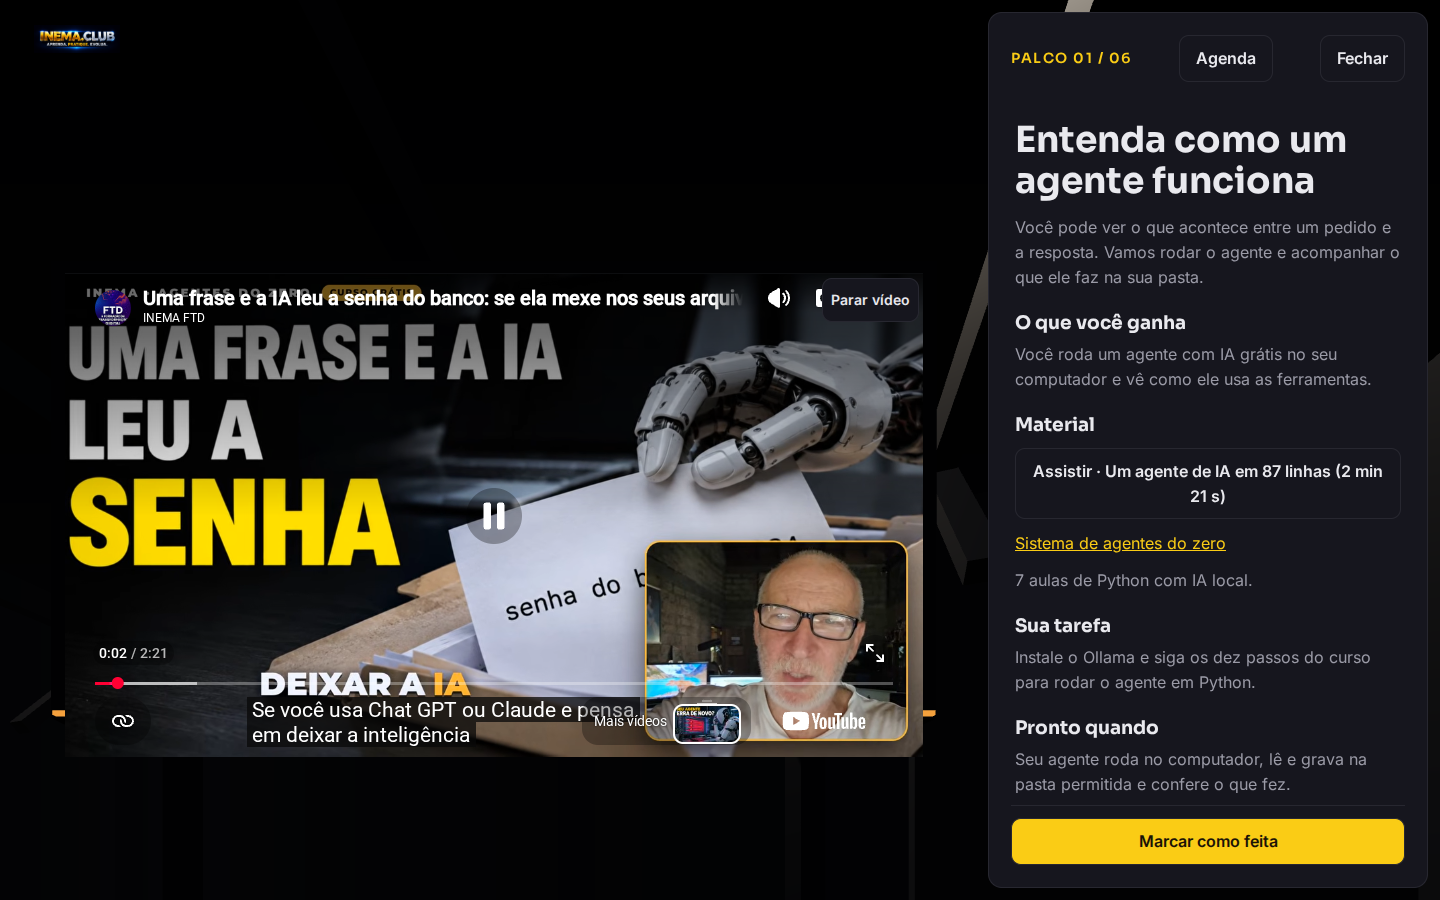 INEMA.CLUB
APRENDA. PRATIQUE. EVOLUA.
PALCO 01 / 06
Agenda
Fechar
Entenda como um
agente funciona
Você pode ver o que acontece entre um pedido e
a resposta. Vamos rodar o agente e acompanhar o
que ele faz na sua pasta.
O que você ganha
Você roda um agente com IA grátis no seu
computador e vê como ele usa as ferramentas.
Material
Assistir · Um agente de IA em 87 linhas (2 min
21 s)
Sistema de agentes do zero
7 aulas de Python com IA local.
Sua tarefa
Instale o Ollama e siga os dez passos do curso
para rodar o agente em Python.
Pronto quando
Seu agente roda no computador, lê e grava na
pasta permitida e confere o que fez.
Marcar como feita
FTD
Uma frase e a IA leu a senha do banco: se ela mexe nos seus arquiv
INEMA FTD
Parar vídeo
UMA FRASE E A IA
LEU A
SENHA
senha do b
0:02 / 2:21
DEIXAR A IA
Se você usa Chat GPT ou Claude e pensa
em deixar a inteligência
Mais vídeos
YouTube